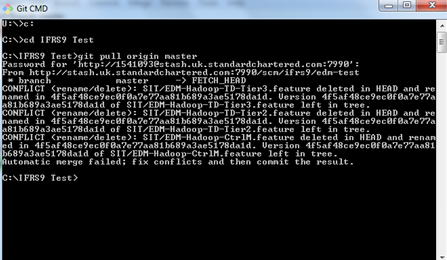 Git CMD
U:\>c:
C:\>cd IFRS9 Test
C:\IFRS9 Test>git pull origin master
Password for 'http://1541093@stash.uk.standardchartered.com:7990':
From http://stash.uk.standardchartered.com:7990/scm/ifrs9/edm-test
* branch master -> FETCH_HEAD
CONFLICT (rename/delete): SIT/EDM-Hadoop-TD-Tier3.feature deleted in HEAD and re
named in 4f5af48ce9ec0f0a7e77aa81b689a3ae5178da1d. Version 4f5af48ce9ec0f0a7e77a
a81b689a3ae5178da1d of SIT/EDM-Hadoop-TD-Tier3.feature left in tree.
CONFLICT (rename/delete): SIT/EDM-Hadoop-TD-Tier2.feature deleted in HEAD and re
named in 4f5af48ce9ec0f0a7e77aa81b689a3ae5178da1d. Version 4f5af48ce9ec0f0a7e77a
a81b689a3ae5178da1d of SIT/EDM-Hadoop-TD-Tier2.feature left in tree.
CONFLICT (rename/delete): SIT/EDM-Hadoop-CtrlM.feature deleted in HEAD and renam
ed in 4f5af48ce9ec0f0a7e77aa81b689a3ae5178da1d. Version 4f5af48ce9ec0f0a7e77aa81
b689a3ae5178da1d of SIT/EDM-Hadoop-CtrlM.feature left in tree.
Automatic merge failed; fix conflicts and then commit the result.
C:\IFRS9 Test>